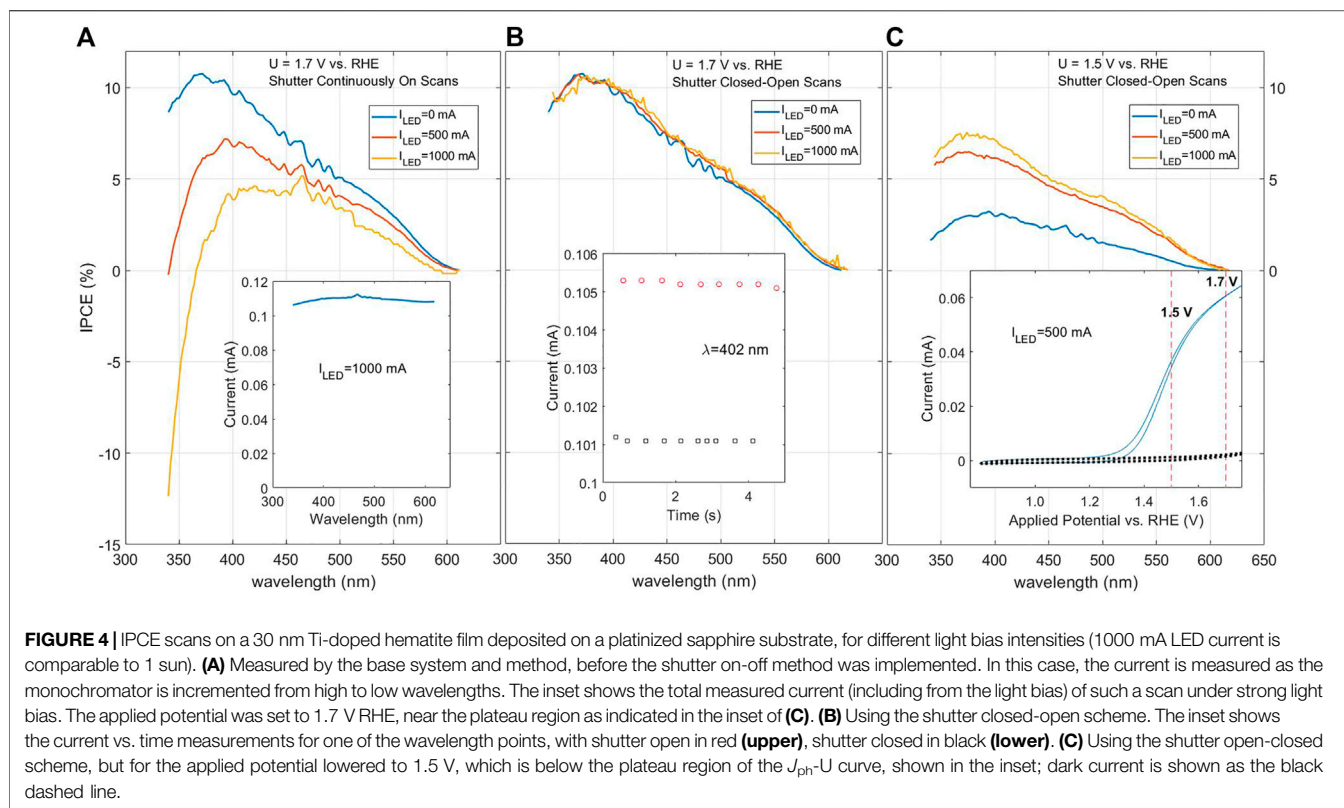 A
U = 1.7 V vs. RHE
Shutter Continuously On Scans
I_LED=0 mA
I_LED=500 mA
I_LED=1000 mA
10
5
0
-5
-10
-15
IPCE (%)
300 350 400 450 500 550 600
wavelength (nm)
0.12
0.1
0.08
0.06
0.04
0.02
0
Current (mA)
I_LED=1000 mA
300 400 500 600
Wavelength (nm)
B
U = 1.7 V vs. RHE
Shutter Closed-Open Scans
I_LED=0 mA
I_LED=500 mA
I_LED=1000 mA
0.106
0.105
0.104
0.103
0.102
0.101
0.1
Current (mA)
λ=402 nm
0 2 4
Time (s)
300 350 400 450 500 550 600
wavelength (nm)
C
U = 1.5 V vs. RHE
Shutter Closed-Open Scans
I_LED=0 mA
I_LED=500 mA
I_LED=1000 mA
10
5
0
0.06
0.04
0.02
0
Current (mA)
I_LED=500 mA
1.5 V
1.7 V
1.0 1.2 1.4 1.6
Applied Potential vs. RHE (V)
300 350 400 450 500 550 600 650
wavelength (nm)
FIGURE 4 | IPCE scans on a 30 nm Ti-doped hematite film deposited on a platinized sapphire substrate, for different light bias intensities (1000 mA LED current is
comparable to 1 sun). (A) Measured by the base system and method, before the shutter on-off method was implemented. In this case, the current is measured as the
monochromator is incremented from high to low wavelengths. The inset shows the total measured current (including from the light bias) of such a scan under strong light
bias. The applied potential was set to 1.7 V RHE, near the plateau region as indicated in the inset of (C). (B) Using the shutter closed-open scheme. The inset shows
the current vs. time measurements for one of the wavelength points, with shutter open in red (upper), shutter closed in black (lower). (C) Using the shutter open-closed
scheme, but for the applied potential lowered to 1.5 V, which is below the plateau region of the J_ph-U curve, shown in the inset; dark current is shown as the black
dashed line.